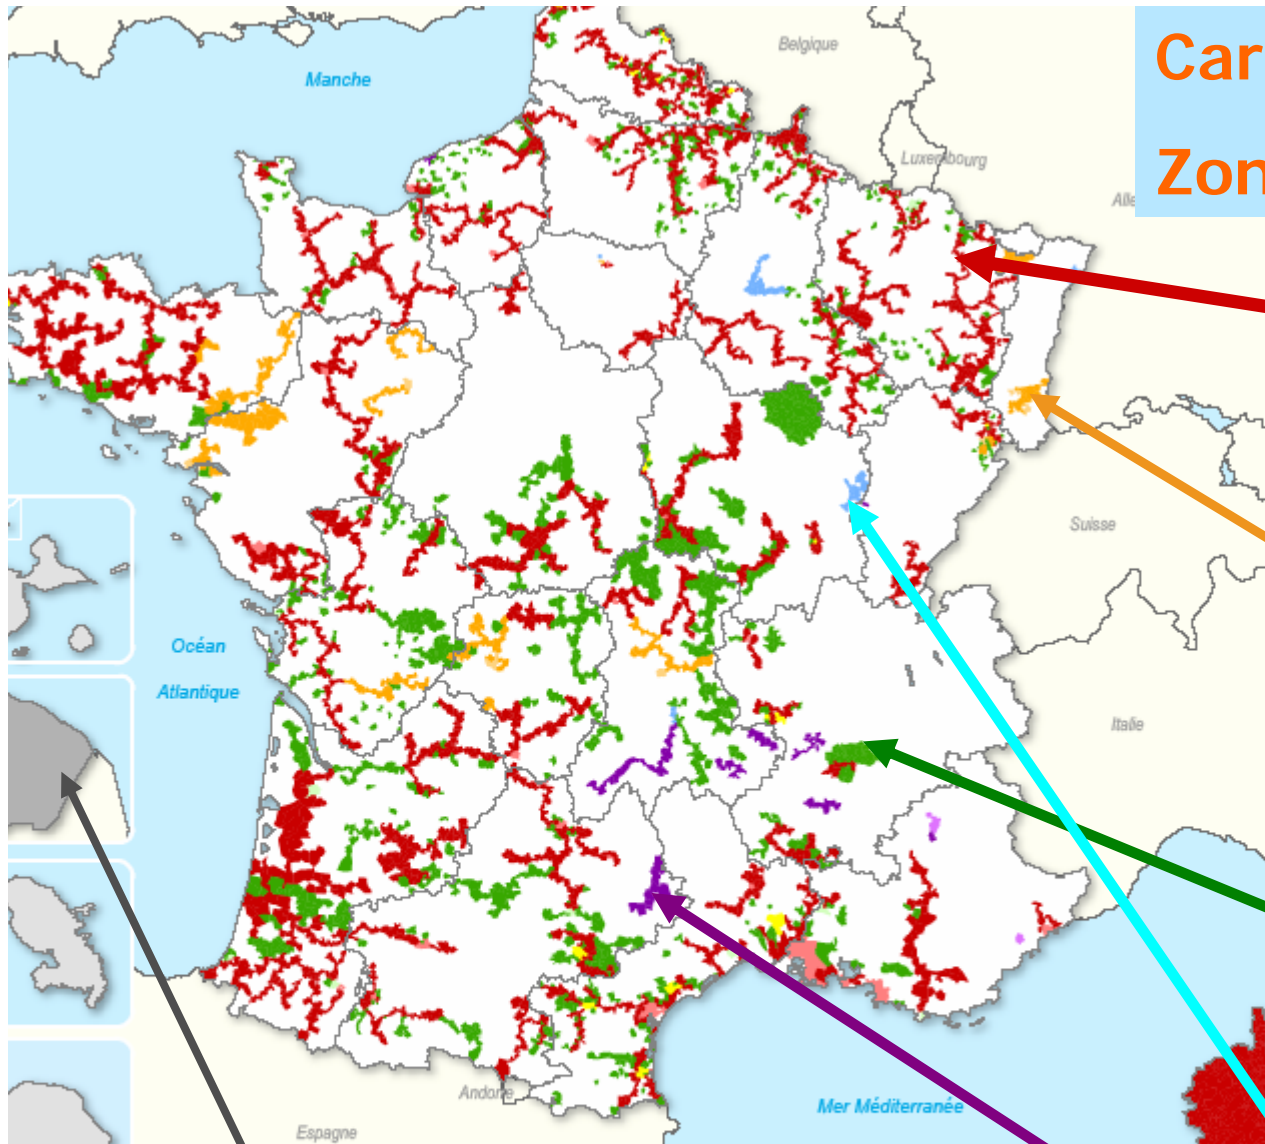 Car
Zon
Belgique
Manche
Luxembourg
Alle
Suisse
Océan
Atlantique
Italie
Andorre
Mer Méditerranée
Espagne